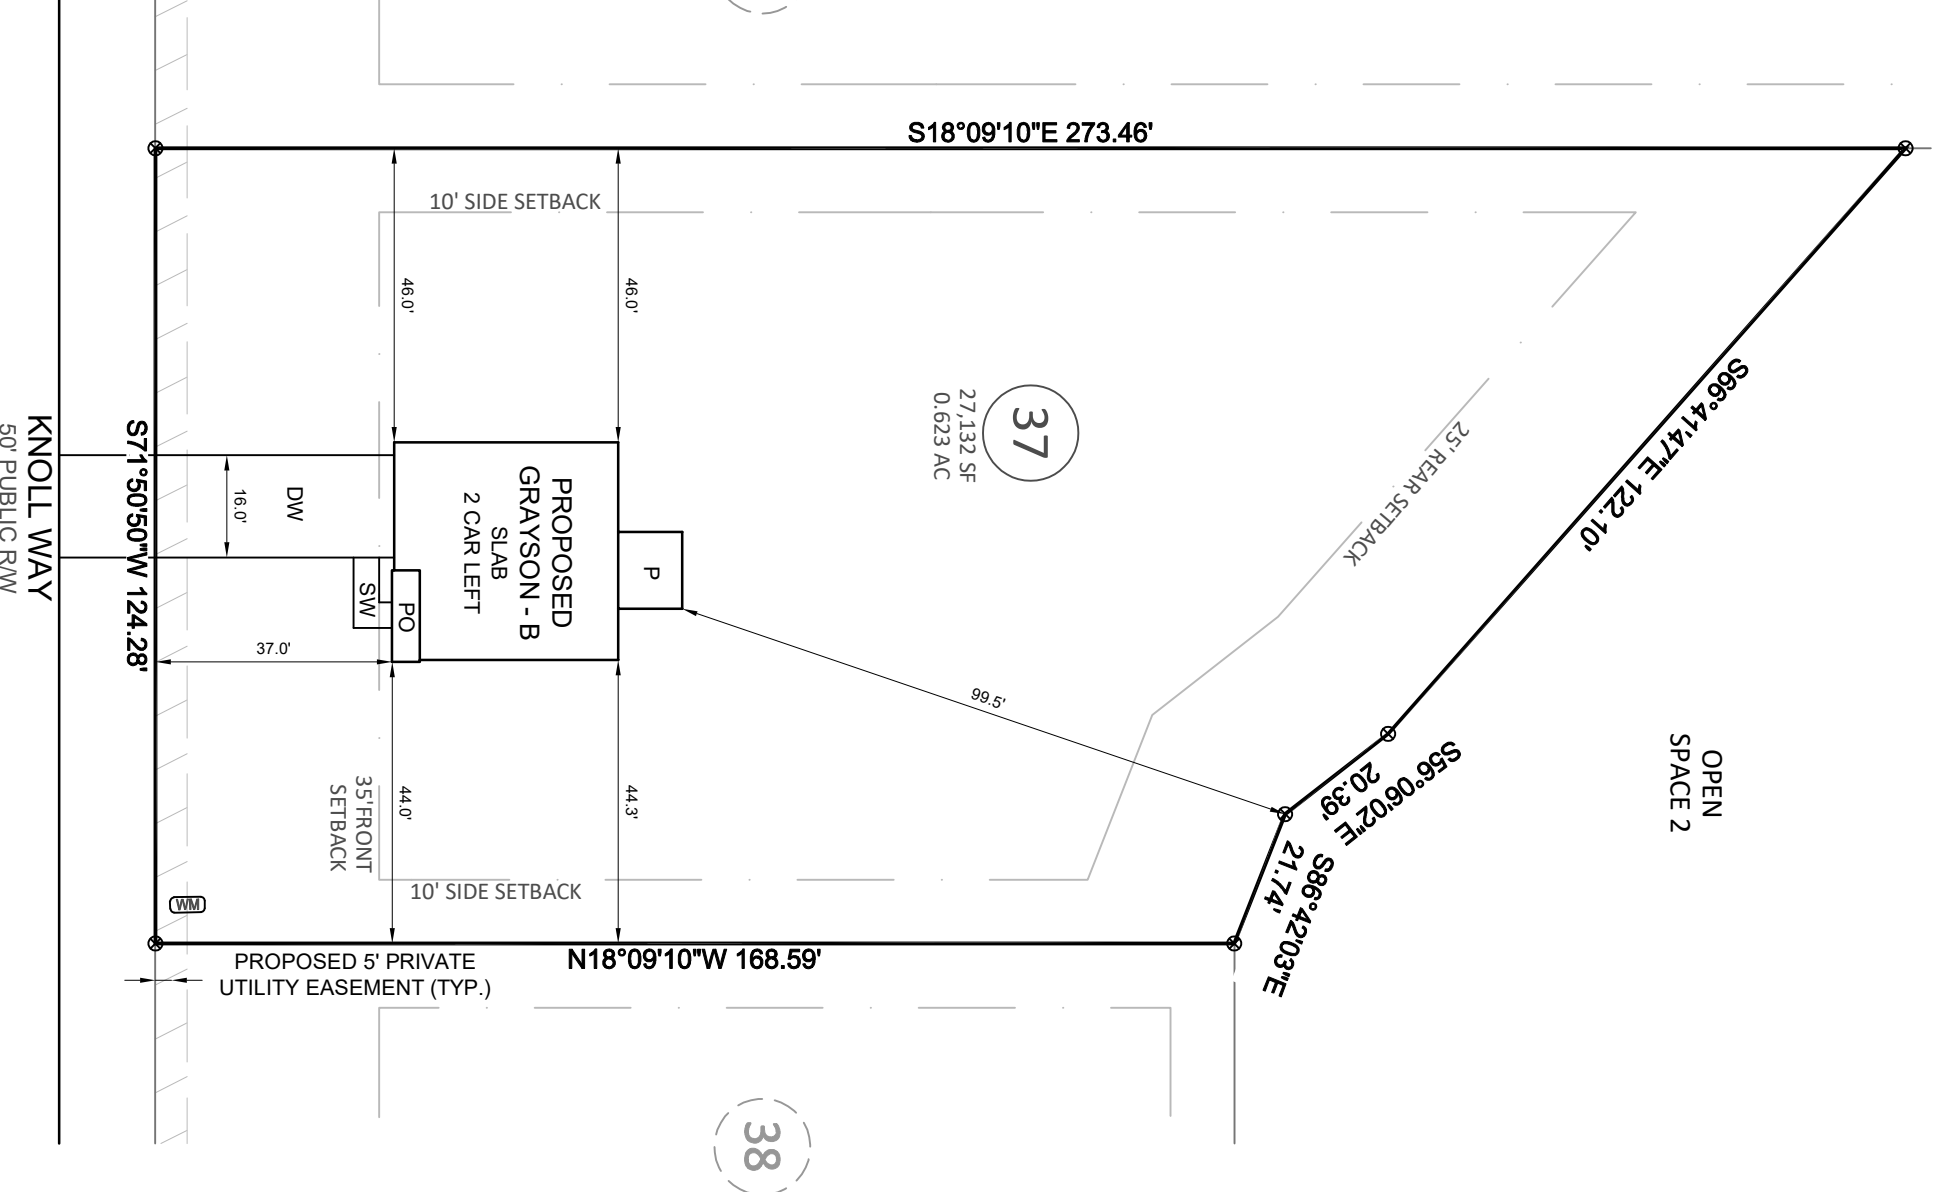 S18°09'10"E 273.46'
10' SIDE SETBACK
46.0'
46.0'
37
27,132 SF
0.623 AC
25' REAR SETBACK
S66°41'47"E 122.10'
KNOLL WAY
50' PUBLIC R/W
S71°50'50"W 124.28'
16.0'
DW
PROPOSED
GRAYSON - B
SLAB
2 CAR LEFT
P
SW
PO
37.0'
99.5'
OPEN
SPACE 2
S56°06'02"E
20.39'
S86°42'03"E
21.74'
35'FRONT
SETBACK
44.0'
44.3'
10' SIDE SETBACK
WM
N18°09'10"W 168.59'
PROPOSED 5' PRIVATE
UTILITY EASEMENT (TYP.)
38